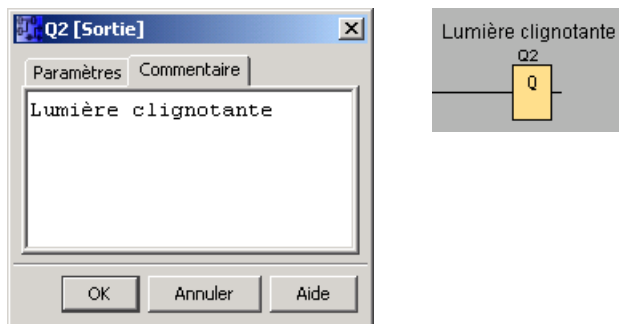 Q2 [Sortie]
Paramètres
Commentaire
Lumière clignotante
OK
Annuler
Aide
Lumière clignotante
Q2
Q